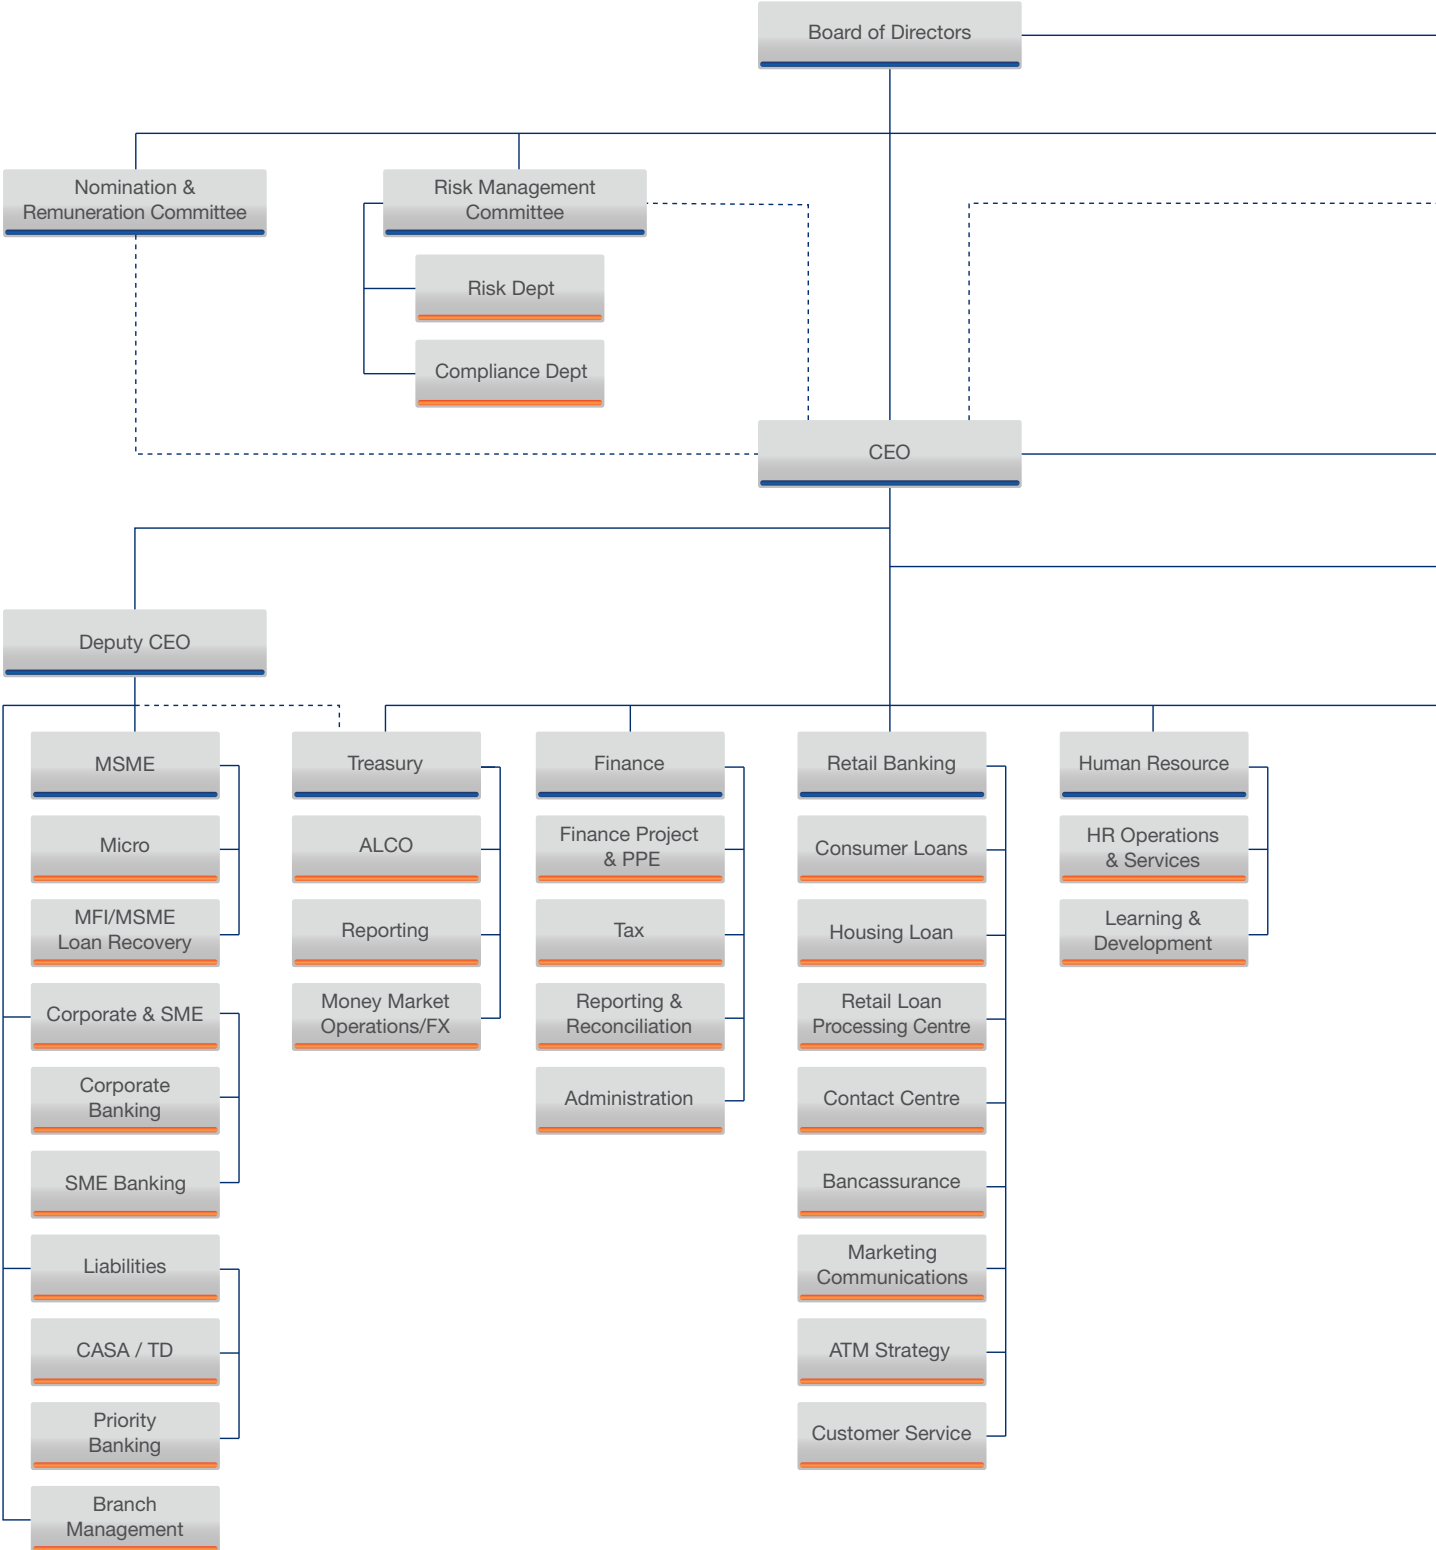 Board of Directors
Nomination &
Remuneration Committee
Risk Management
Committee
Risk Dept
Compliance Dept
CEO
Deputy CEO
MSME
Micro
MFI/MSME
Loan Recovery
Corporate & SME
Corporate
Banking
SME Banking
Liabilities
CASA / TD
Priority
Banking
Branch
Management
Treasury
ALCO
Reporting
Money Market
Operations/FX
Finance
Finance Project
& PPE
Tax
Reporting &
Reconciliation
Administration
Retail Banking
Consumer Loans
Housing Loan
Retail Loan
Processing Centre
Contact Centre
Bancassurance
Marketing
Communications
ATM Strategy
Customer Service
Human Resource
HR Operations
& Services
Learning &
Development